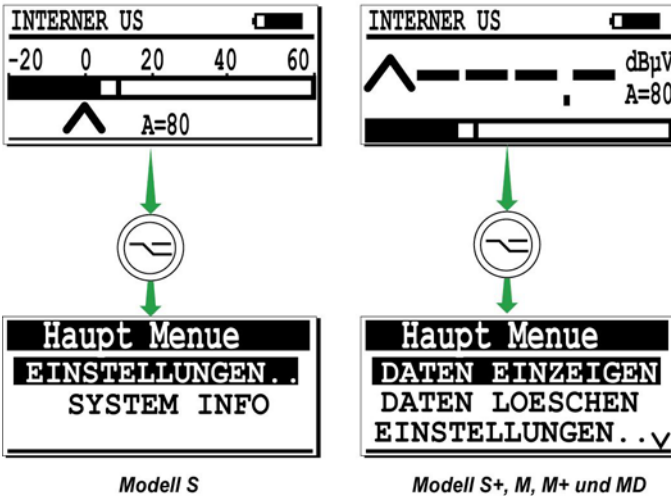 INTERNER US
-20 0 20 40 60
A=80
Haupt Menue
EINSTELLUNGEN..
SYSTEM INFO
Modell S
INTERNER US
dBµV
A=80
Haupt Menue
DATEN EINZEIGEN
DATEN LOESCHEN
EINSTELLUNGEN..
Modell S+, M, M+ und MD